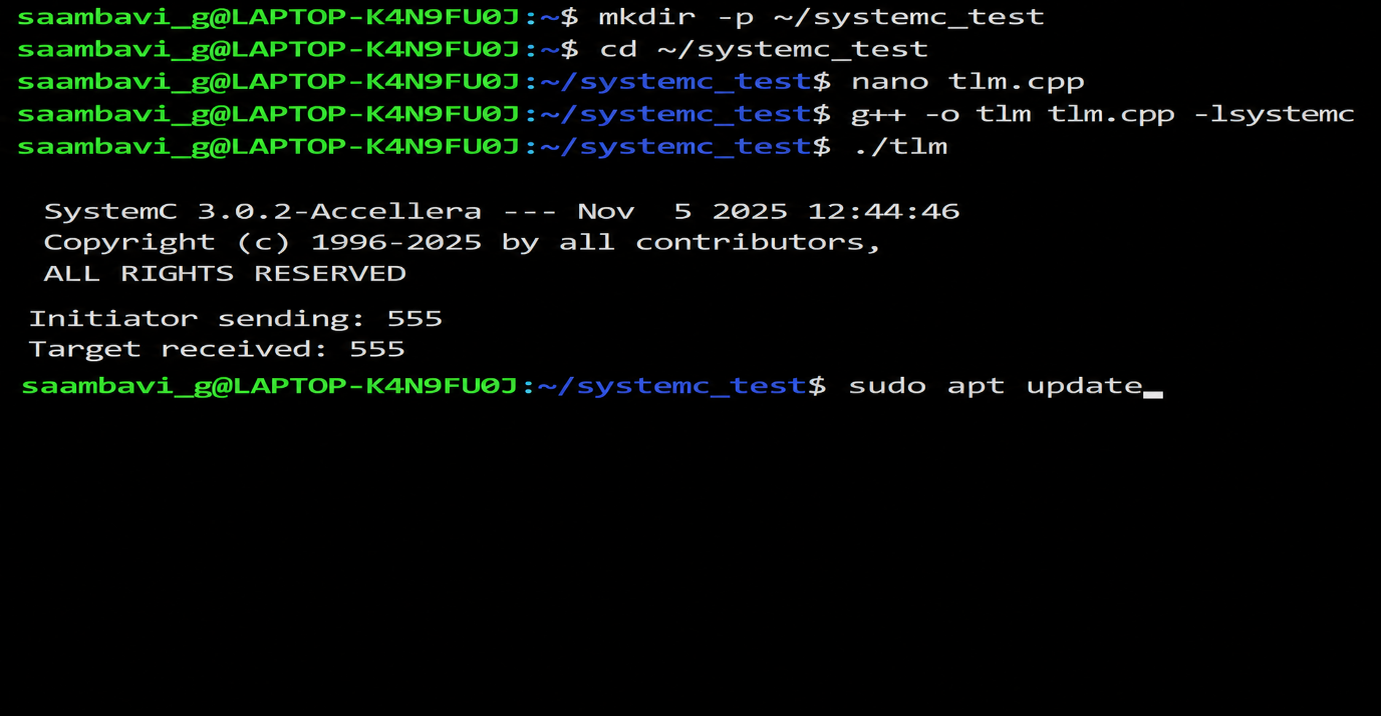 saambavi_g@LAPTOP-K4N9FU0J:~$ mkdir -p ~/systemc_test
saambavi_g@LAPTOP-K4N9FU0J:~$ cd ~/systemc_test
saambavi_g@LAPTOP-K4N9FU0J:~/systemc_test$ nano tlm.cpp
saambavi_g@LAPTOP-K4N9FU0J:~/systemc_test$ g++ -o tlm tlm.cpp -lsystemc
saambavi_g@LAPTOP-K4N9FU0J:~/systemc_test$ ./tlm
SystemC 3.0.2-Accellera --- Nov  5 2025 12:44:46
Copyright (c) 1996-2025 by all contributors,
ALL RIGHTS RESERVED
Initiator sending: 555
Target received: 555
saambavi_g@LAPTOP-K4N9FU0J:~/systemc_test$ sudo apt update